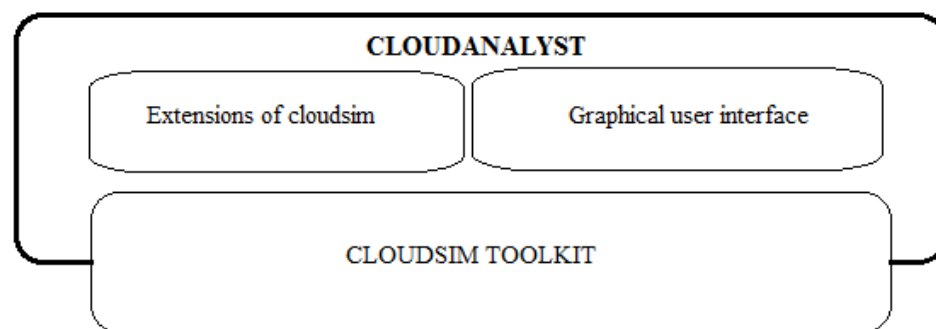 CLOUDANALYST
Extensions of cloudsim
Graphical user interface
CLOUDSIM TOOLKIT